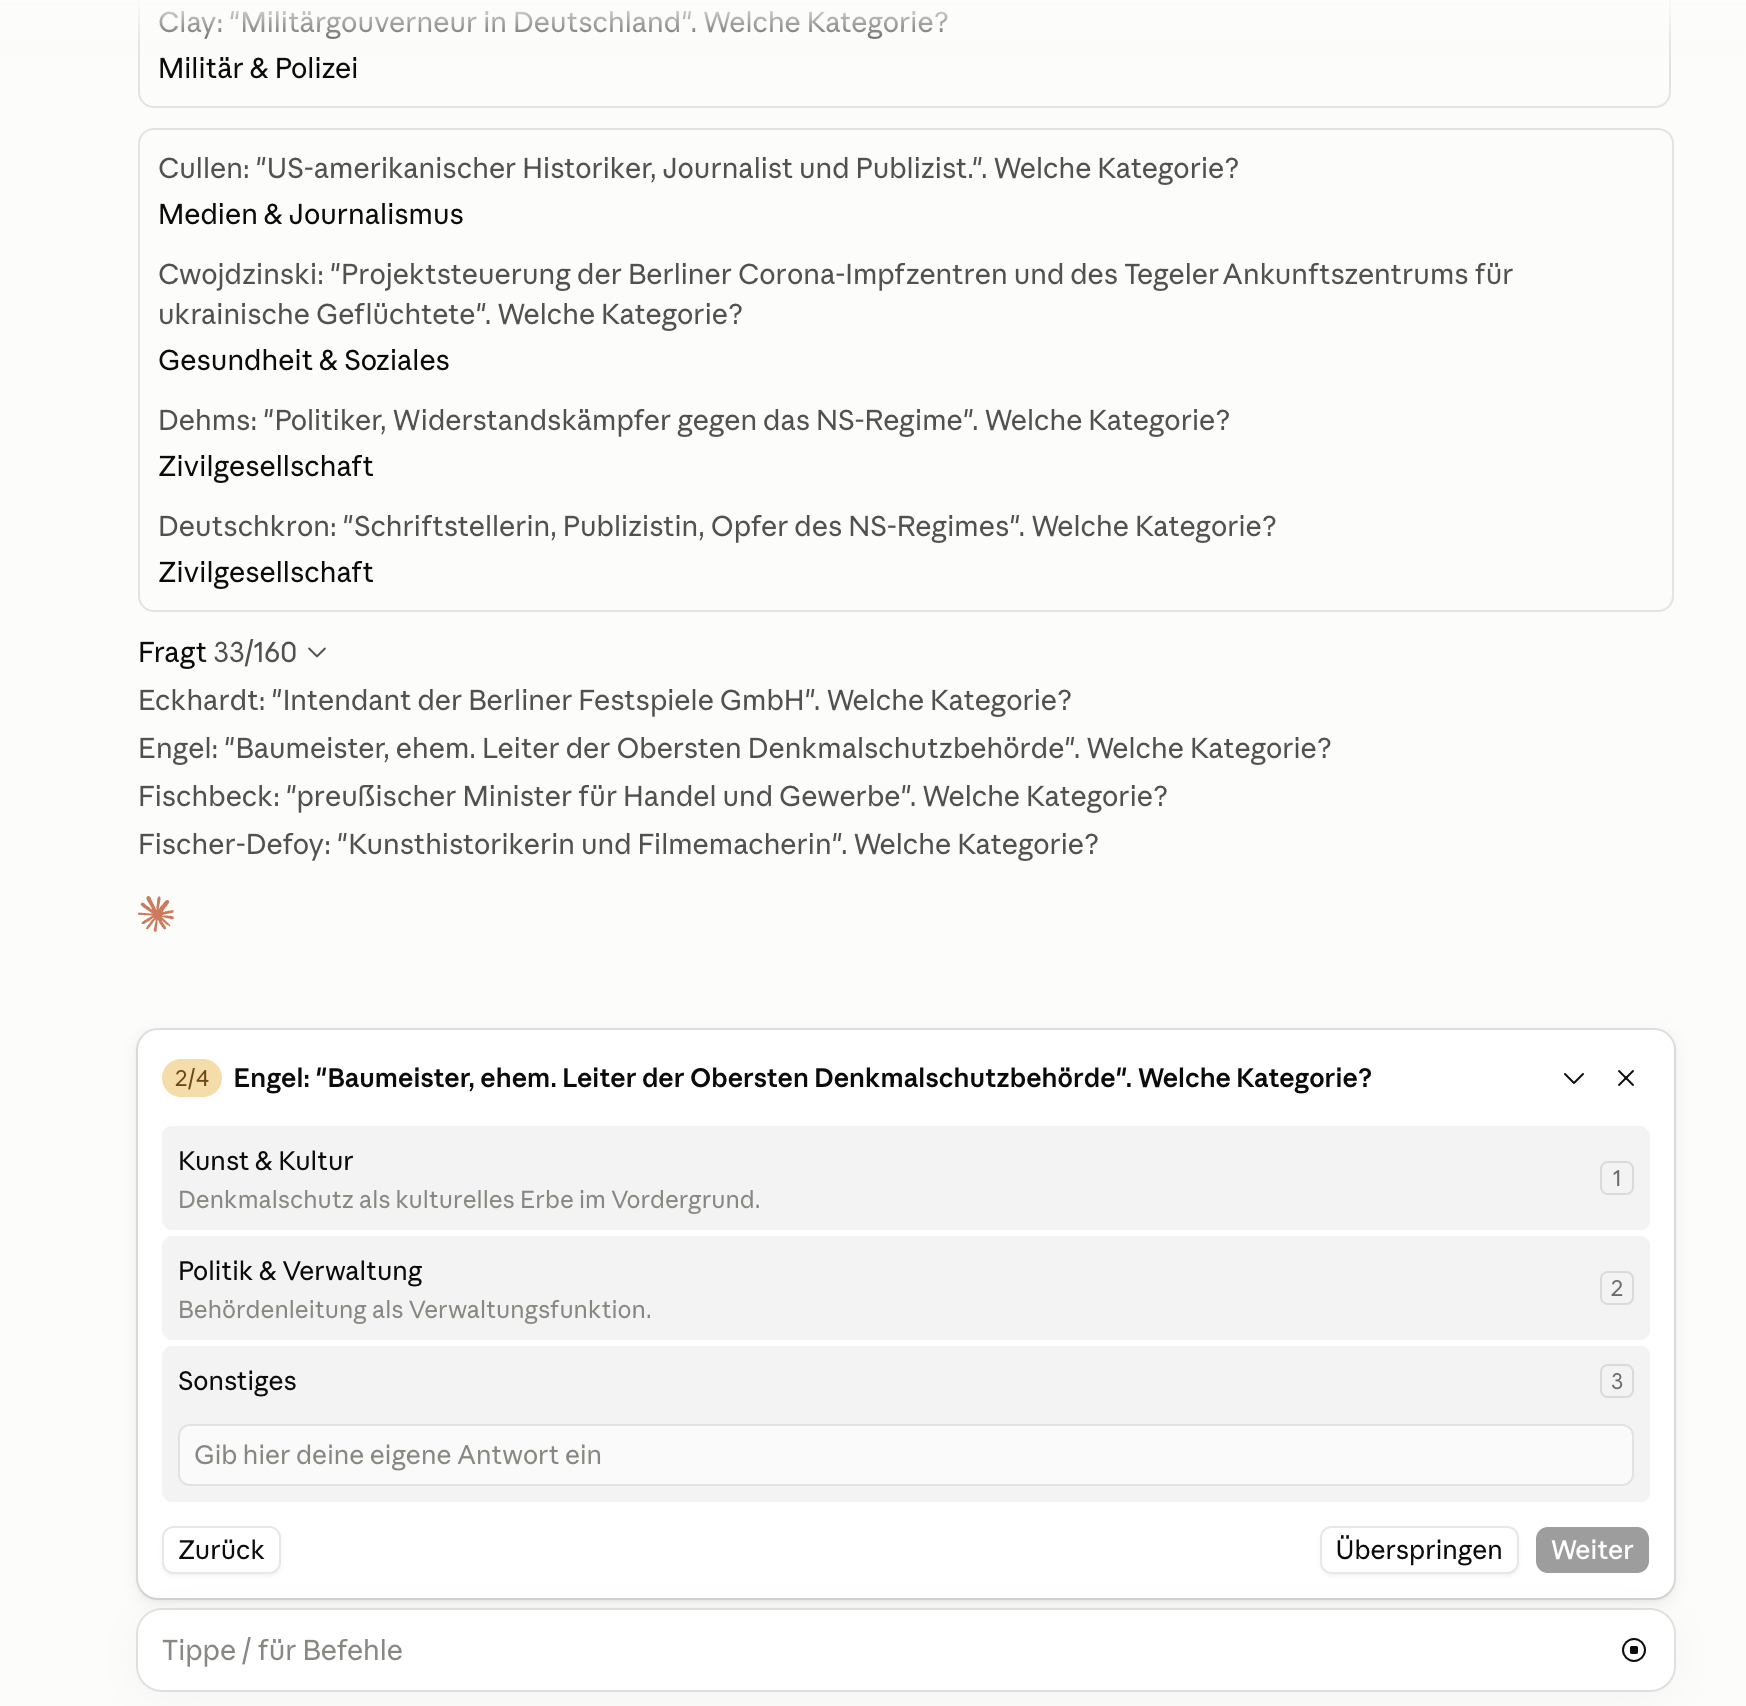 Clay: "Militärgouverneur in Deutschland". Welche Kategorie?
Militär & Polizei
Cullen: "US-amerikanischer Historiker, Journalist und Publizist.". Welche Kategorie?
Medien & Journalismus
Cwojdzinski: "Projektsteuerung der Berliner Corona-Impfzentren und des Tegeler Ankunftszentrums für
ukrainische Geflüchtete". Welche Kategorie?
Gesundheit & Soziales
Dehms: "Politiker, Widerstandskämpfer gegen das NS-Regime". Welche Kategorie?
Zivilgesellschaft
Deutschkron: "Schriftstellerin, Publizistin, Opfer des NS-Regimes". Welche Kategorie?
Zivilgesellschaft
Fragt 33/160
Eckhardt: "Intendant der Berliner Festspiele GmbH". Welche Kategorie?
Engel: "Baumeister, ehem. Leiter der Obersten Denkmalschutzbehörde". Welche Kategorie?
Fischbeck: "preußischer Minister für Handel und Gewerbe". Welche Kategorie?
Fischer-Defoy: "Kunsthistorikerin und Filmemacherin". Welche Kategorie?
2/4 Engel: "Baumeister, ehem. Leiter der Obersten Denkmalschutzbehörde". Welche Kategorie?
Kunst & Kultur
Denkmalschutz als kulturelles Erbe im Vordergrund.
1
Politik & Verwaltung
Behördenleitung als Verwaltungsfunktion.
2
Sonstiges
3
Gib hier deine eigene Antwort ein
Zurück
Überspringen
Weiter
Tippe / für Befehle